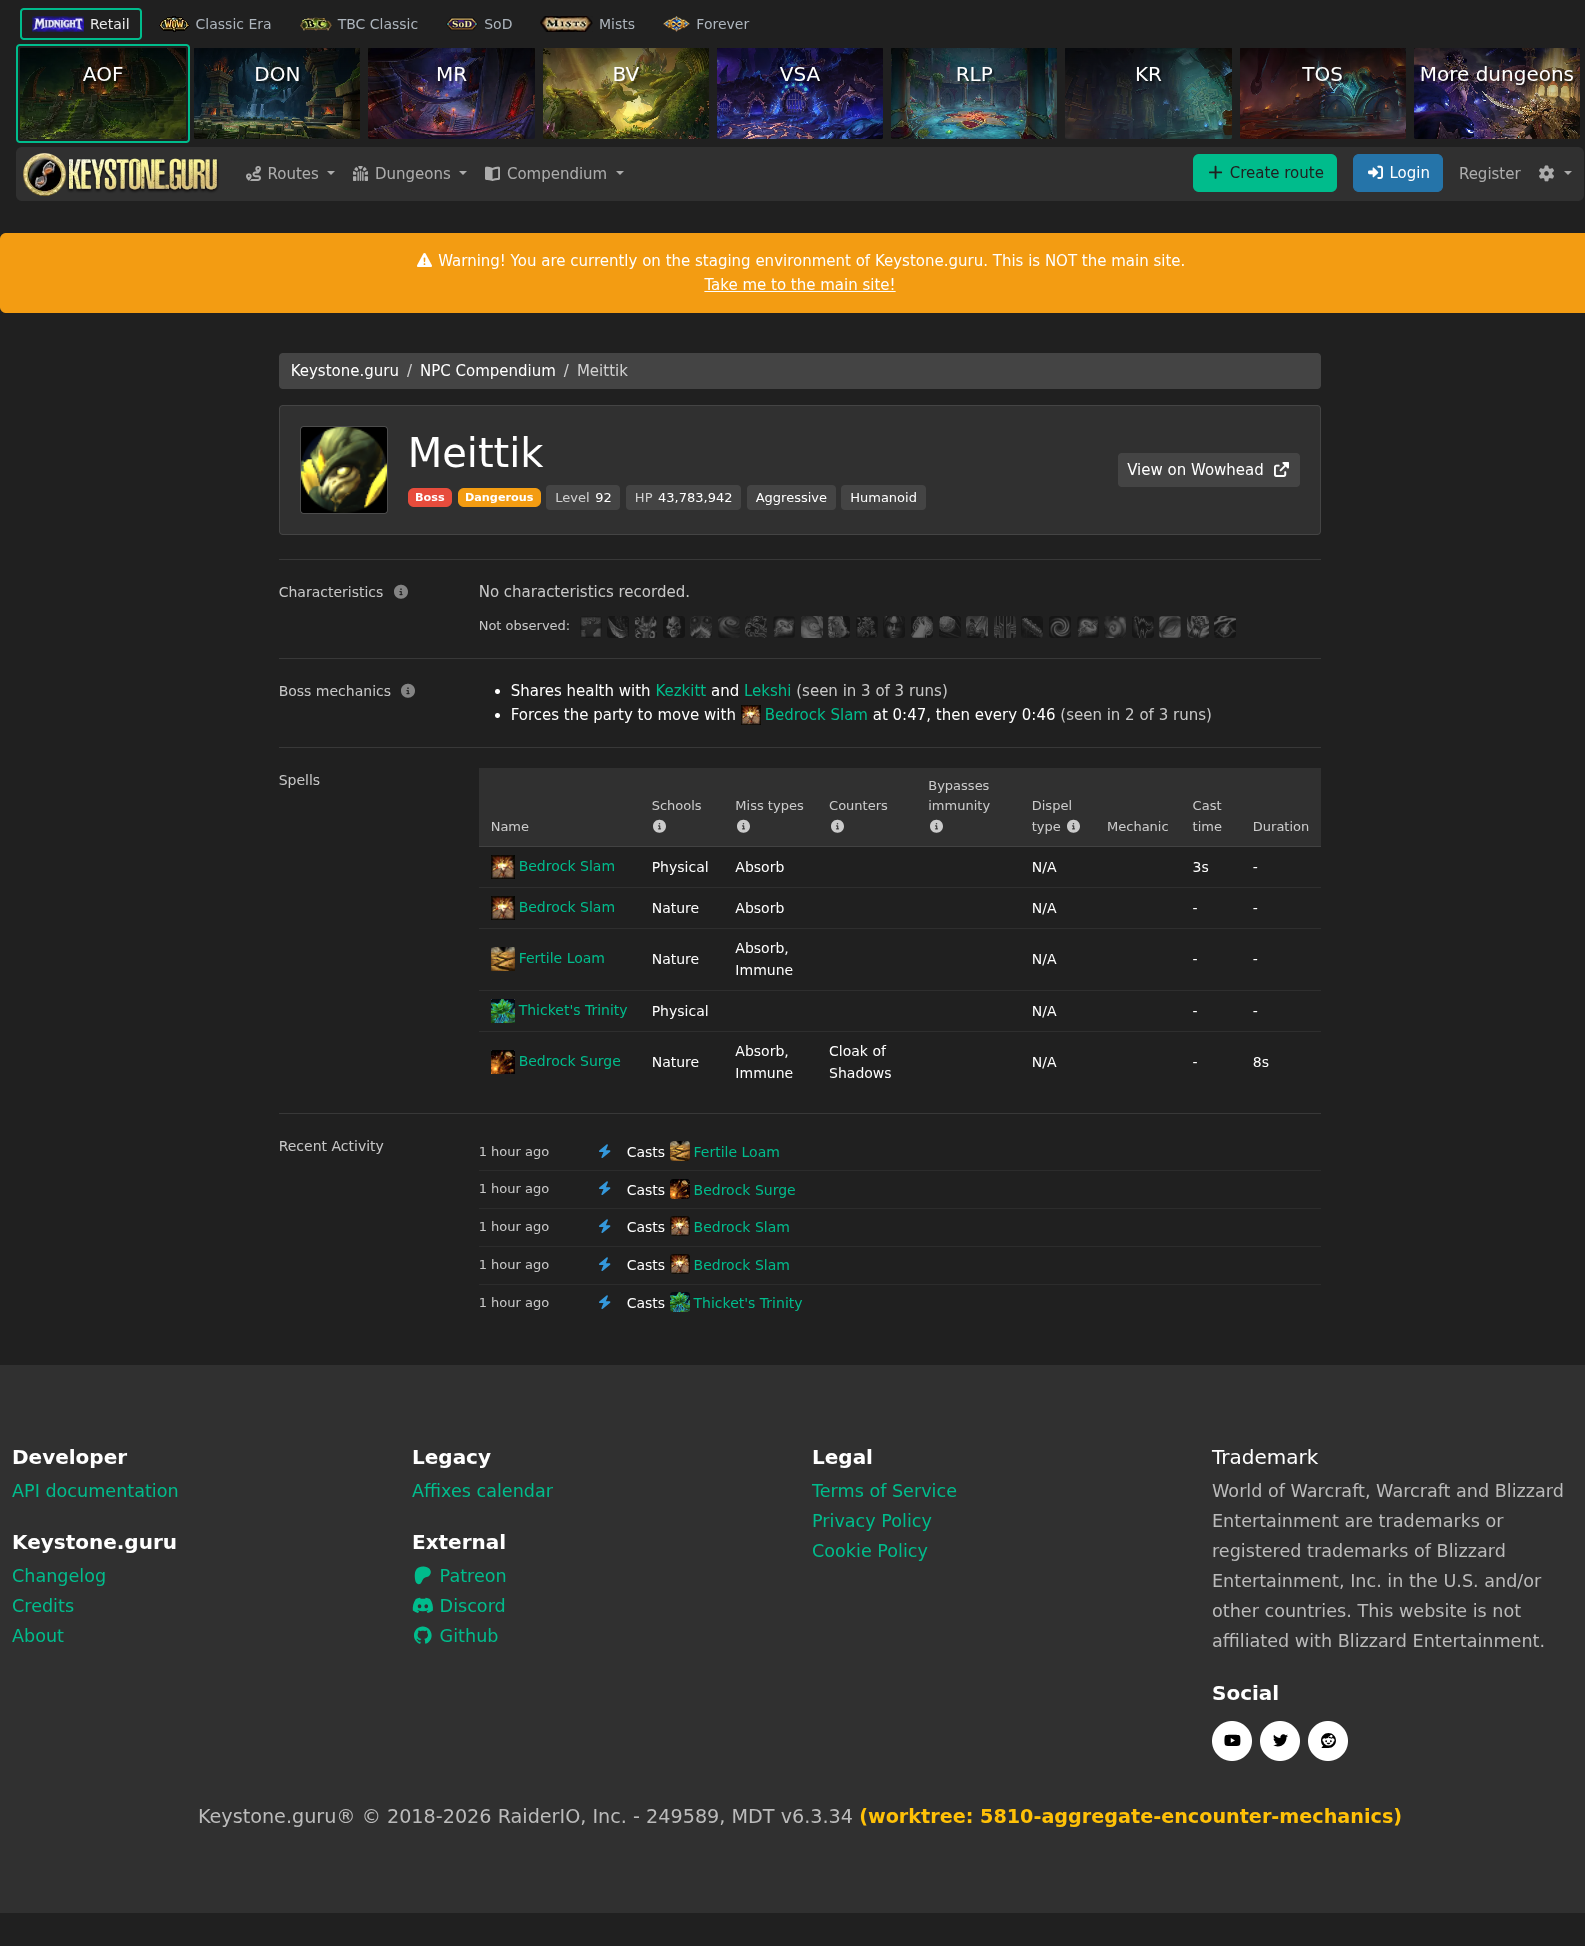 MIDNIGHT Retail WOW Classic Era BC TBC Classic SoD SoD MISTS Mists Forever
AOF DON MR BV VSA RLP KR TOS More dungeons
KEYSTONE.GURU Routes Dungeons Compendium Create route Login Register
Warning! You are currently on the staging environment of Keystone.guru. This is NOT the main site.
Take me to the main site!
Keystone.guru / NPC Compendium / Meittik
Meittik
View on Wowhead
Boss Dangerous Level 92 HP 43,783,942 Aggressive Humanoid
Characteristics No characteristics recorded.
Not observed:
Boss mechanics • Shares health with Kezkitt and Lekshi (seen in 3 of 3 runs)
• Forces the party to move with Bedrock Slam at 0:47, then every 0:46 (seen in 2 of 3 runs)
Spells
Name Schools Miss types Counters Bypasses immunity Dispel type Mechanic Cast time Duration
Bedrock Slam Physical Absorb N/A 3s -
Bedrock Slam Nature Absorb N/A - -
Fertile Loam Nature Absorb, Immune N/A - -
Thicket's Trinity Physical N/A - -
Bedrock Surge Nature Absorb, Immune Cloak of Shadows N/A - 8s
Recent Activity
1 hour ago Casts Fertile Loam
1 hour ago Casts Bedrock Surge
1 hour ago Casts Bedrock Slam
1 hour ago Casts Bedrock Slam
1 hour ago Casts Thicket's Trinity
Developer
API documentation
Keystone.guru
Changelog
Credits
About
Legacy
Affixes calendar
External
Patreon
Discord
Github
Legal
Terms of Service
Privacy Policy
Cookie Policy
Trademark
World of Warcraft, Warcraft and Blizzard
Entertainment are trademarks or
registered trademarks of Blizzard
Entertainment, Inc. in the U.S. and/or
other countries. This website is not
affiliated with Blizzard Entertainment.
Social
Keystone.guru® © 2018-2026 RaiderIO, Inc. - 249589, MDT v6.3.34 (worktree: 5810-aggregate-encounter-mechanics)